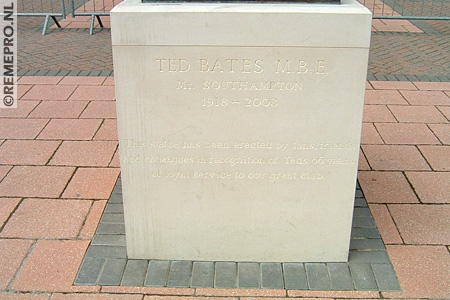 ©REMEPRO.NL
TED BATES M.B.E.
Mr. SOUTHAMPTON
1918 - 2003
This statue has been erected by fans, friends
and colleagues in recognition of Teds 66 years
of loyal service to our great club